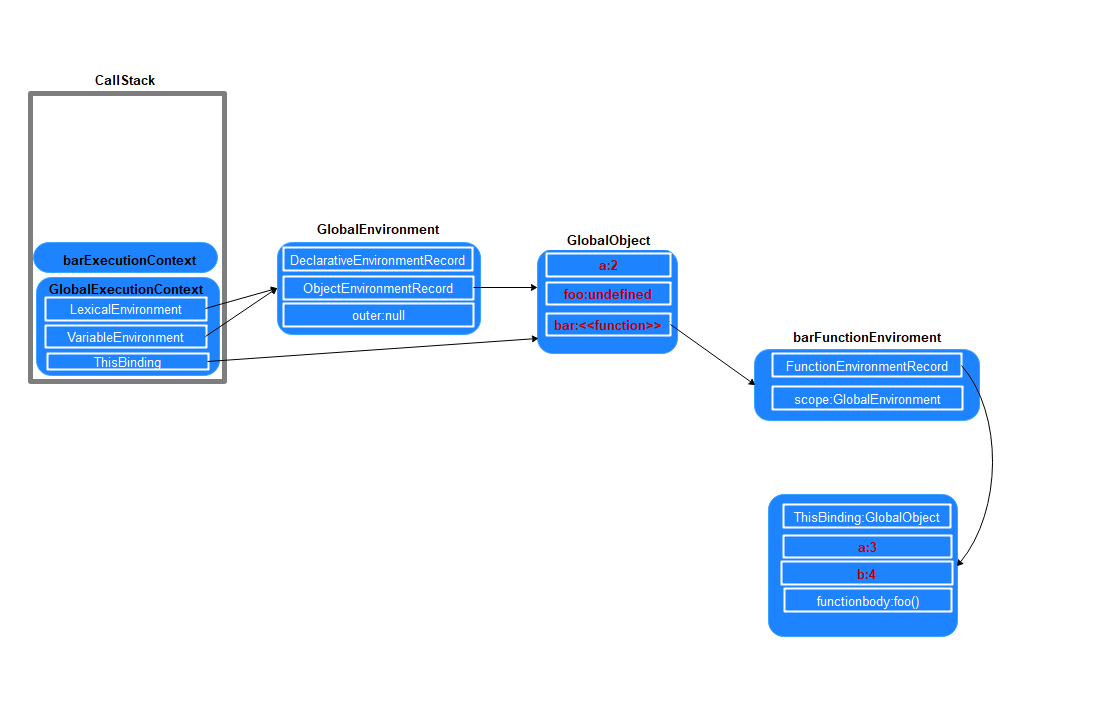 CallStack
barExecutionContext
GlobalExecutionContext
LexicalEnvironment
VariableEnvironment
ThisBinding
GlobalEnvironment
DeclarativeEnvironmentRecord
ObjectEnvironmentRecord
outer:null
GlobalObject
a:2
foo:undefined
bar:<<function>>
barFunctionEnviroment
FunctionEnvironmentRecord
scope:GlobalEnvironment
ThisBinding:GlobalObject
a:3
b:4
functionbody:foo()